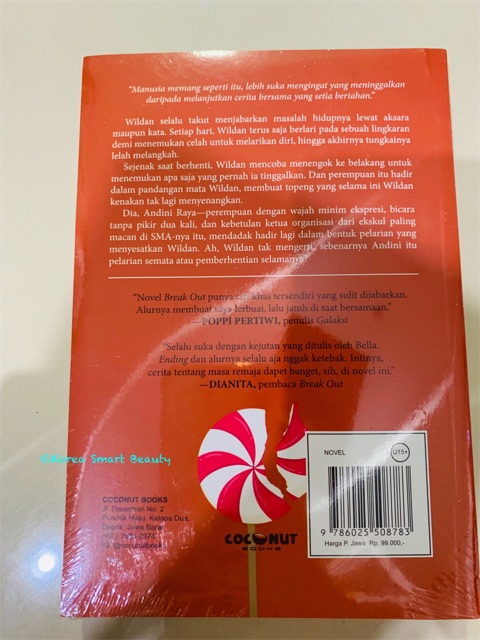 "Manusia memang seperti itu, lebih suka mengingat yang meninggalkan
daripada melanjutkan cerita bersama yang setia bertahan."
Wildan selalu takut menjabarkan masalah hidupnya lewat aksara
maupun kata. Setiap hari, Wildan terus saja berlari pada sebuah lingkaran
demi menemukan celah untuk melarikan diri, hingga akhirnya tungkainya
lelah melangkah.
Sejenak saat berhenti, Wildan mencoba menengok ke belakang untuk
menemukan apa saja yang pernah ia tinggalkan. Dan perempuan itu hadir
dalam pandangan mata Wildan, membuat topeng yang selama ini Wildan
kenakan tak lagi menyenangkan.
Dia, Andini Raya—perempuan dengan wajah minim ekspresi, bicara
tanpa pikir dua kali, dan kebetulan ketua organisasi dari ekskul paling
macan di SMA-nya itu, mendadak hadir lagi dalam bentuk pelarian yang
menyesatkan Wildan. Ah, Wildan tak mengerti, sebenarnya Andini itu
pelarian semata atau pemberhentian selamanya?
"Novel Break Out punya ciri khas tersendiri yang sulit dijabarkan.
Alurnya membuat saya terbuai, lalu jatuh di saat bersamaan."
—POPPI PERTIWI, penulis Galaksi
"Selalu suka dengan kejutan yang ditulis oleh Bella.
Ending dan alurnya selalu aja nggak ketebak. Intinya,
cerita tentang masa remaja dapet banget, sih, di novel ini."
—DIANITA, pembaca Break Out
Smart Beauty
NOVEL
U15+
COCONUT BOOKS
No. 2
Pondok Hijau, Kelapa Dua,
Depok, Jawa Barat
COCONUT
BOOKS
9 786025 508783
Harga P. Jawa Rp. 99.000,-